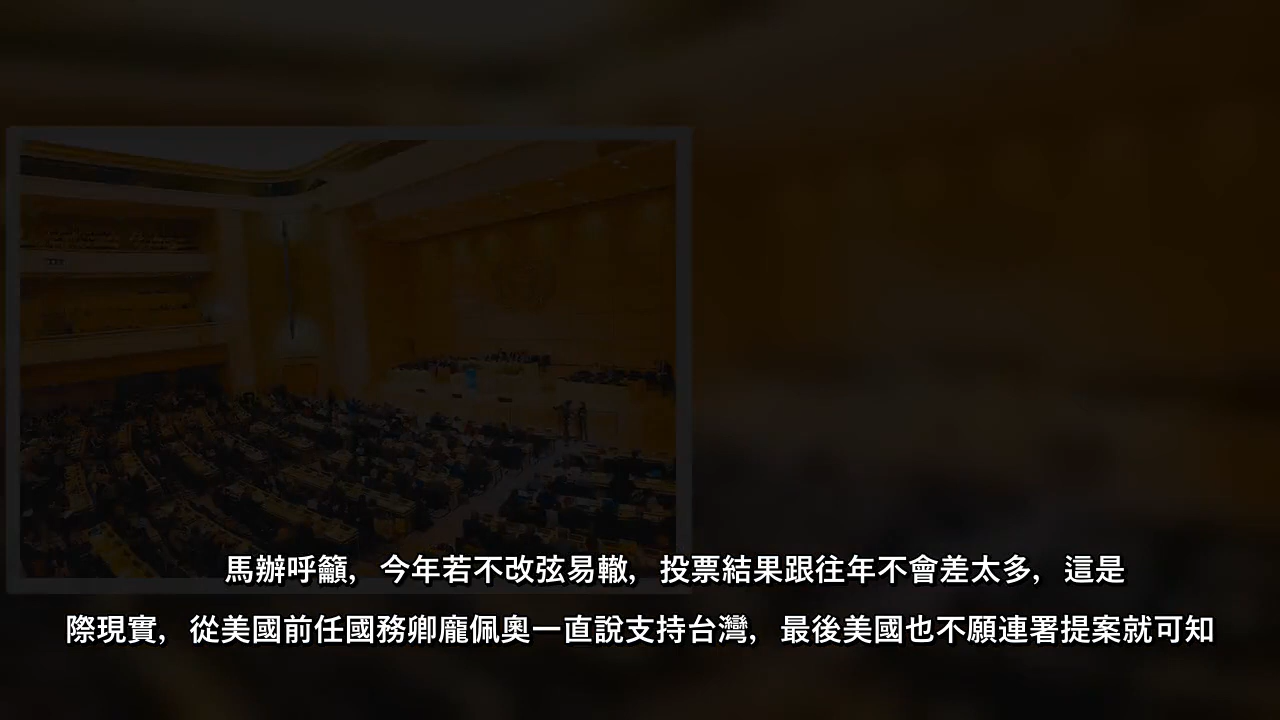 馬辦呼籲，今年若不改弦易轍，投票結果跟往年不會差太多，這是
際現實，從美國前任國務卿龐佩奧一直說支持台灣，最後美國也不願連署提案就可知